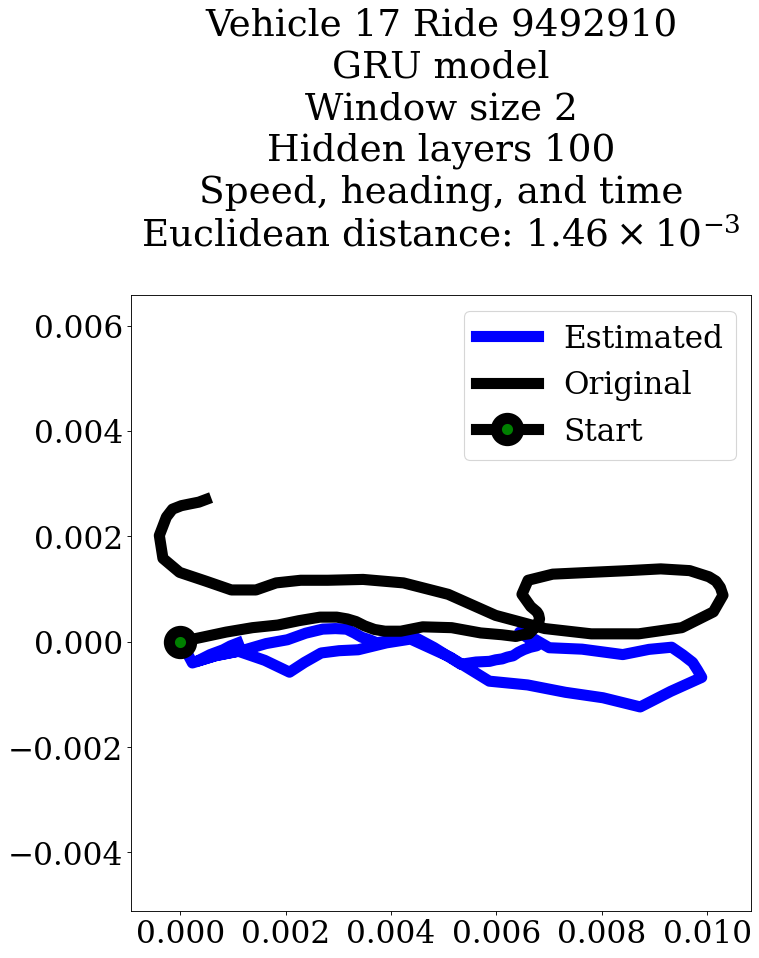 Vehicle 17 Ride 9492910
GRU model
Window size 2
Hidden layers 100
Speed, heading, and time
Euclidean distance: 1.46 × 10⁻³
Estimated
Original
Start
0.006
0.004
0.002
0.000
−0.002
−0.004
0.000 0.002 0.004 0.006 0.008 0.010